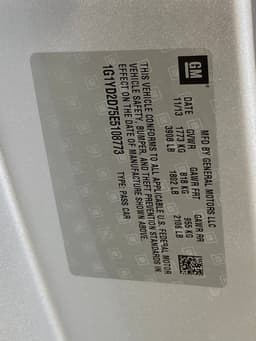 GM
MFD BY GENERAL MOTORS LLC
DATE GVWR GAWR FRT GAWR RR
11/13 1773 KG 818 KG 955 KG
3908 LB 1802 LB 2106 LB
THIS VEHICLE CONFORMS TO ALL APPLICABLE U.S. FEDERAL MOTOR
VEHICLE SAFETY, BUMPER, AND THEFT PREVENTION STANDARDS IN
EFFECT ON THE DATE OF MANUFACTURE SHOWN ABOVE.
1G1YD2D75E5108773 TYPE: PASS CAR